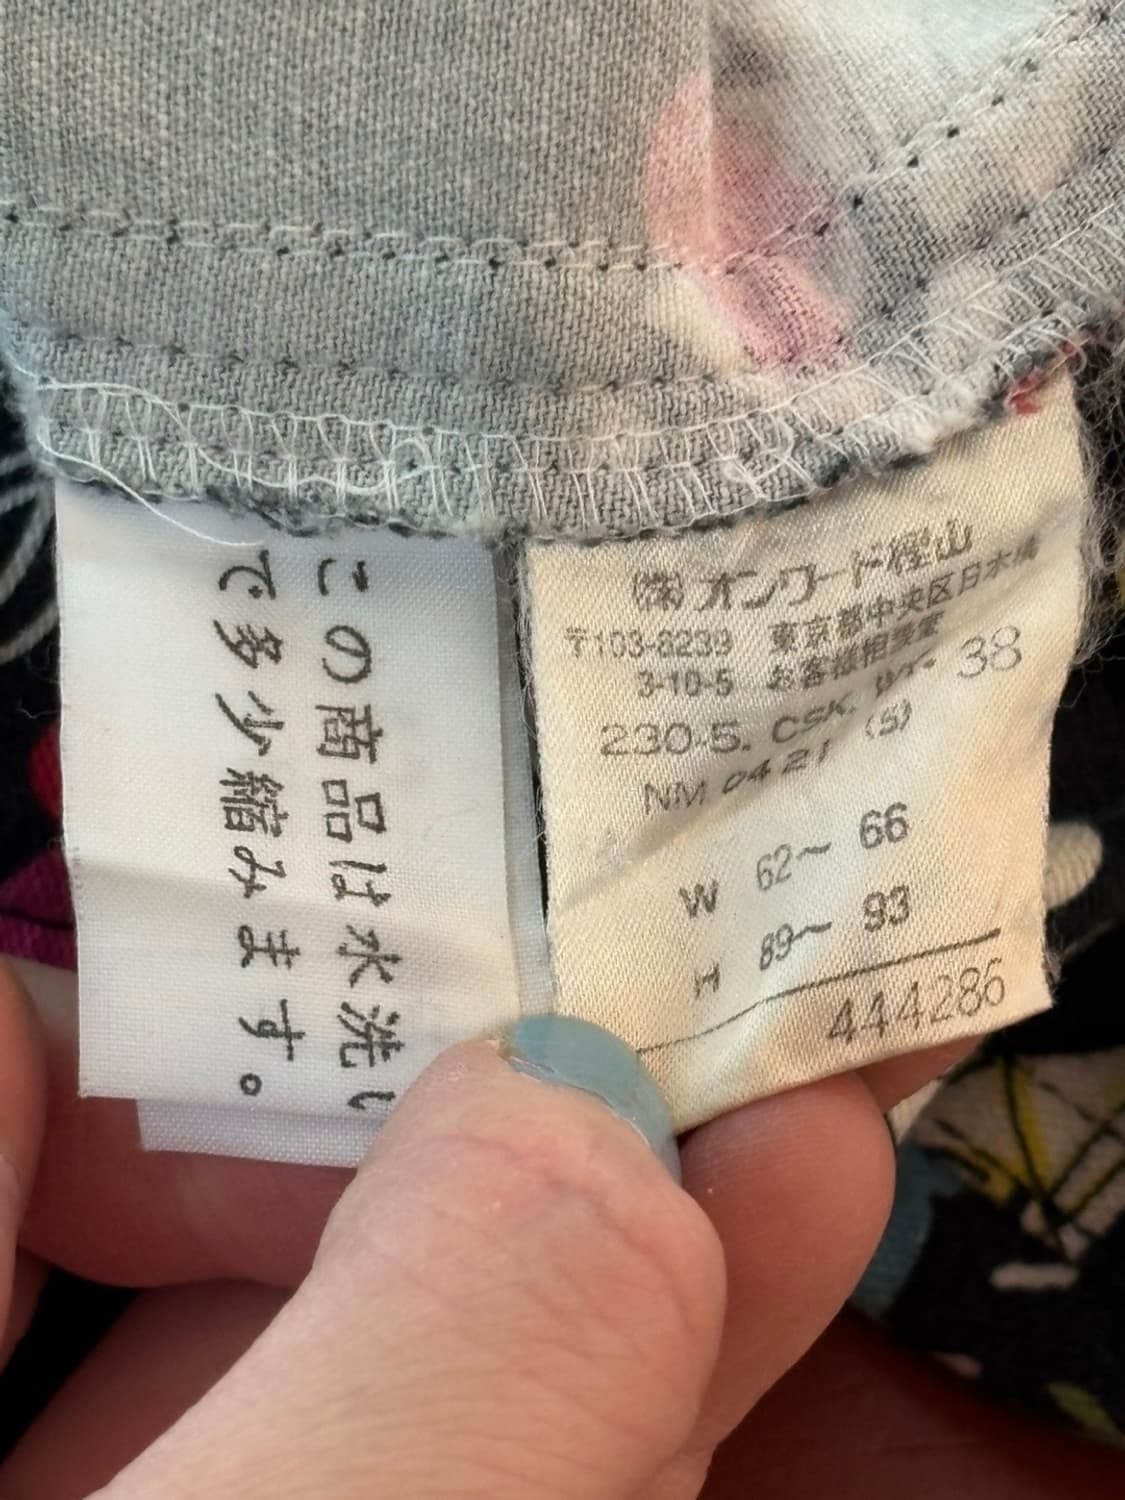 この商品は水洗い
で多少縮みます。
㈱オンワード樫山
〒103-8239 東京都中央区日本橋
3-10-5 お客様相談室
230-5. CSK. 38
NM 0421 (S)
W 62～ 66
H 89～ 93
444286